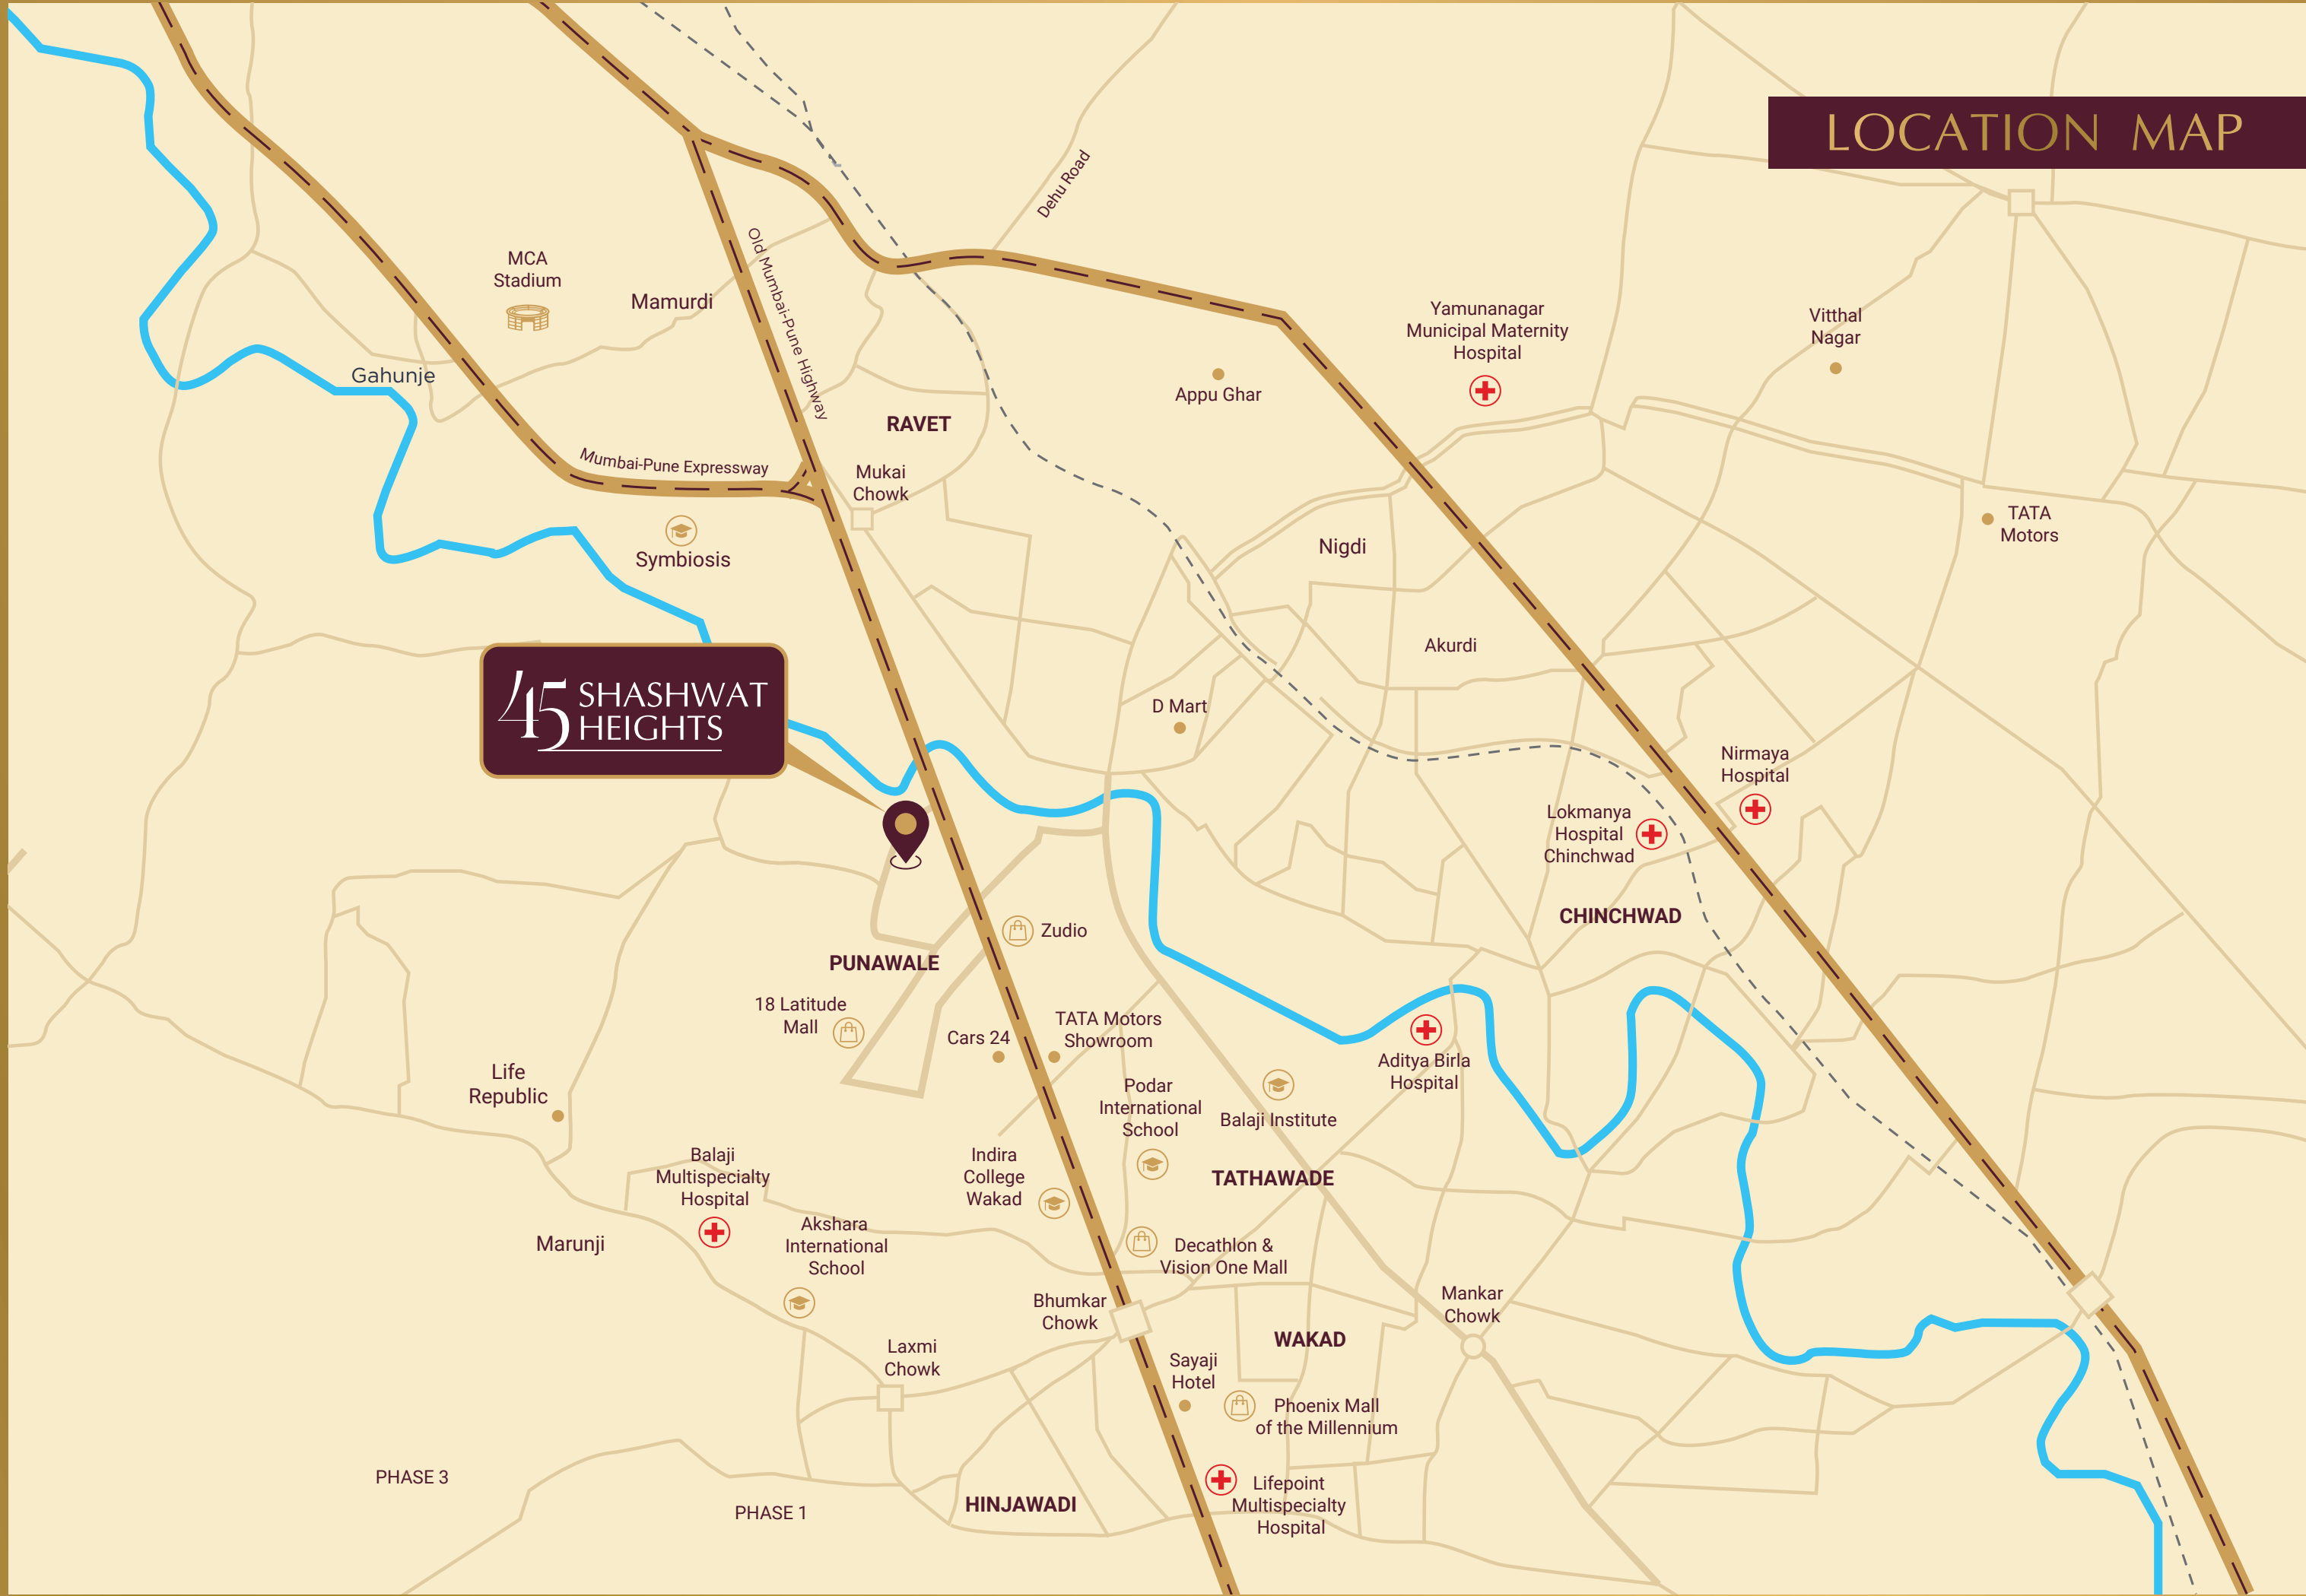 LOCATION MAP
Dehu Road
MCA
Stadium
Mamurdi
Old Mumbai-Pune Highway
Yamunanagar
Municipal Maternity
Hospital
Vitthal
Nagar
Gahunje
Appu Ghar
RAVET
Mumbai-Pune Expressway
Mukai
Chowk
TATA
Motors
Symbiosis
Nigdi
Akurdi
45 SHASHWAT
HEIGHTS
D Mart
Nirmaya
Hospital
Lokmanya
Hospital
Chinchwad
CHINCHWAD
Zudio
PUNAWALE
18 Latitude
Mall
Cars 24
TATA Motors
Showroom
Aditya Birla
Hospital
Life
Republic
Podar
International
School
Balaji Institute
Balaji
Multispecialty
Hospital
Indira
College
Wakad
TATHAWADE
Marunji
Akshara
International
School
Decathlon &
Vision One Mall
Bhumkar
Chowk
Mankar
Chowk
WAKAD
Laxmi
Chowk
Sayaji
Hotel
Phoenix Mall
of the Millennium
PHASE 3
PHASE 1
HINJAWADI
Lifepoint
Multispecialty
Hospital